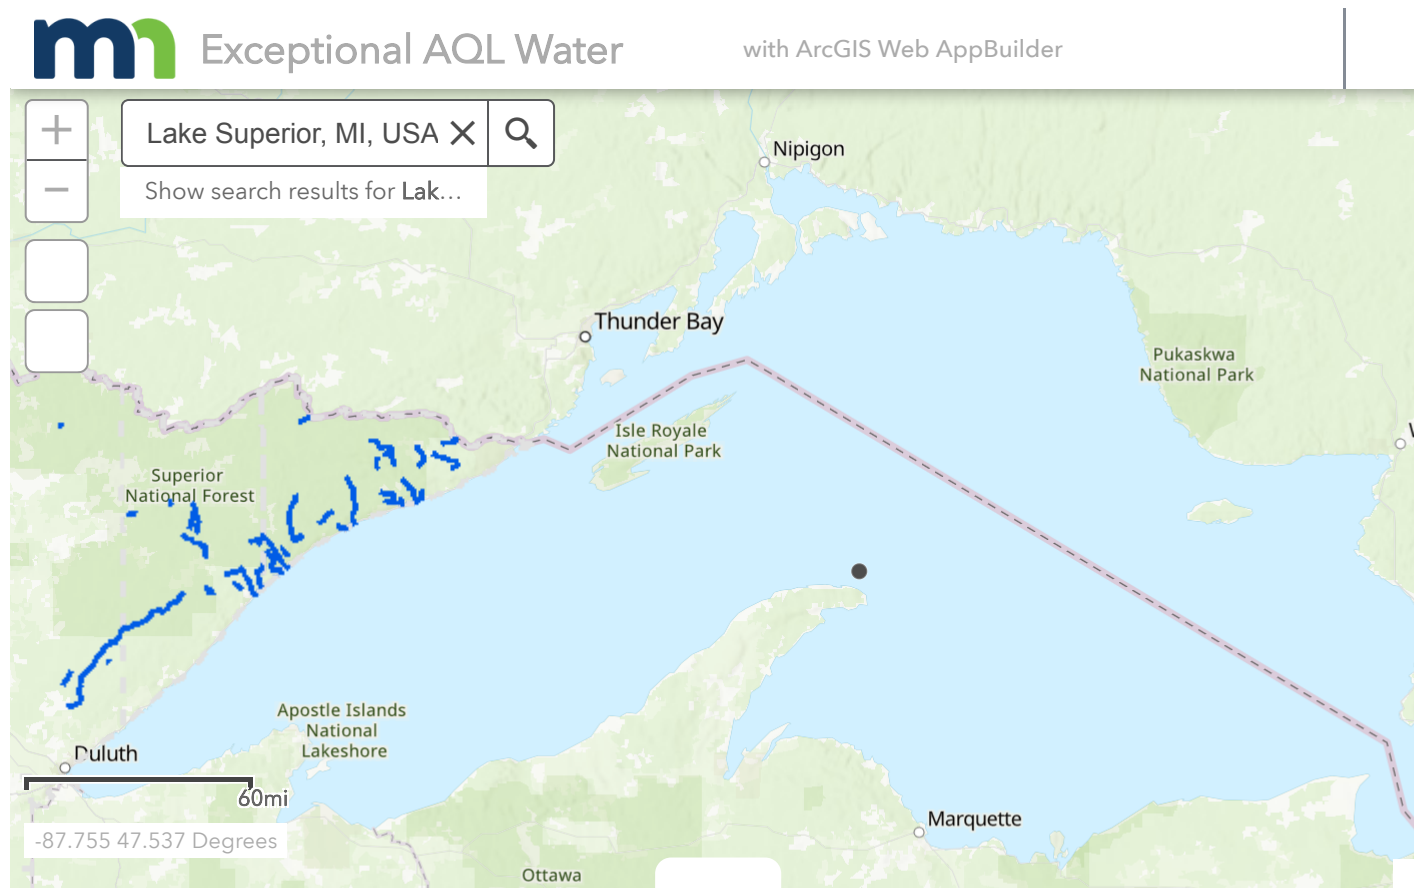 mn Exceptional AQL Water with ArcGIS Web AppBuilder
+
Lake Superior, MI, USA
−
Show search results for Lak…
Nipigon
Thunder Bay
Pukaskwa
National Park
Isle Royale
National Park
Superior
National Forest
Apostle Islands
National
Lakeshore
Duluth
60mi
Marquette
-87.755 47.537 Degrees
Ottawa